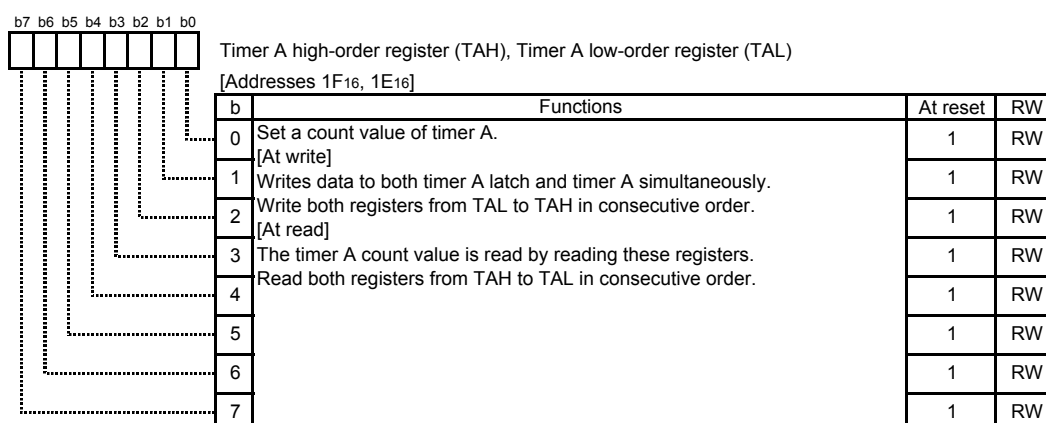 b7 b6 b5 b4 b3 b2 b1 b0
Timer A high-order register (TAH), Timer A low-order register (TAL)
[Addresses 1F16, 1E16]
b Functions At reset RW
0 Set a count value of timer A. 1 RW
[At write]
1 Writes data to both timer A latch and timer A simultaneously. 1 RW
2 Write both registers from TAL to TAH in consecutive order. 1 RW
[At read]
3 The timer A count value is read by reading these registers. 1 RW
Read both registers from TAH to TAL in consecutive order.
4 1 RW
5 1 RW
6 1 RW
7 1 RW